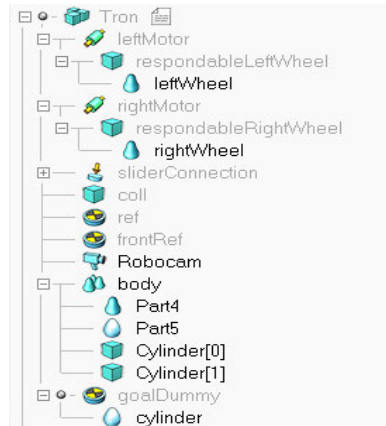 Tron
leftMotor
respondableLeftWheel
leftWheel
rightMotor
respondableRightWheel
rightWheel
sliderConnection
coll
ref
frontRef
Robocam
body
Part4
Part5
Cylinder[0]
Cylinder[1]
goalDummy
cylinder